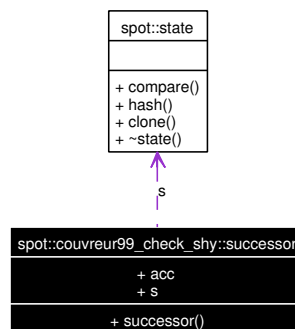 spot::state
+ compare()
+ hash()
+ clone()
+ ~state()
s
spot::couvreur99_check_shy::successor
+ acc
+ s
+ successor()